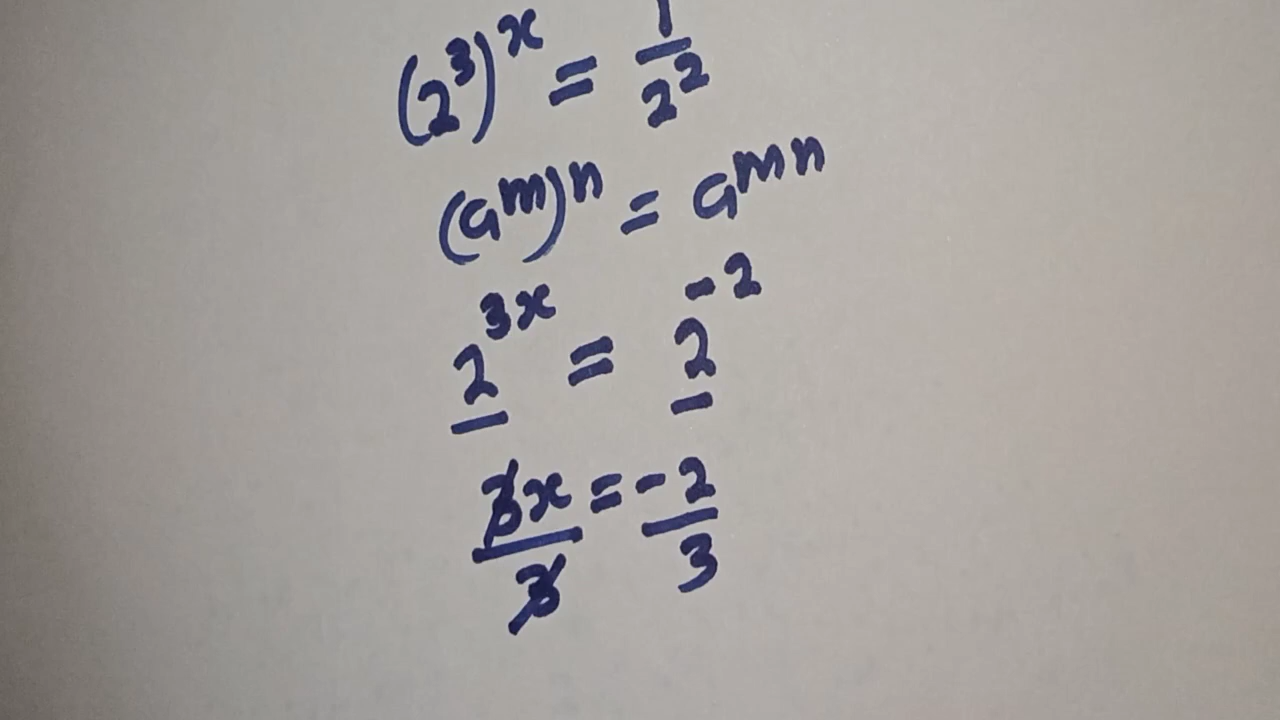 (2³)ˣ = 1/2²
(aᵐ)ⁿ = aᵐⁿ
2³ˣ = 2⁻²
3x/3 = -2/3